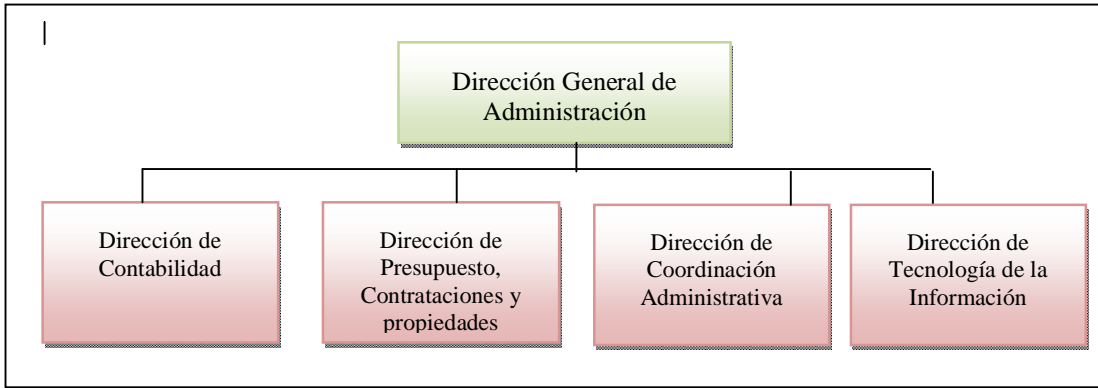 Dirección General de
Administración
Dirección de
Contabilidad
Dirección de
Presupuesto,
Contrataciones y
propiedades
Dirección de
Coordinación
Administrativa
Dirección de
Tecnología de la
Información